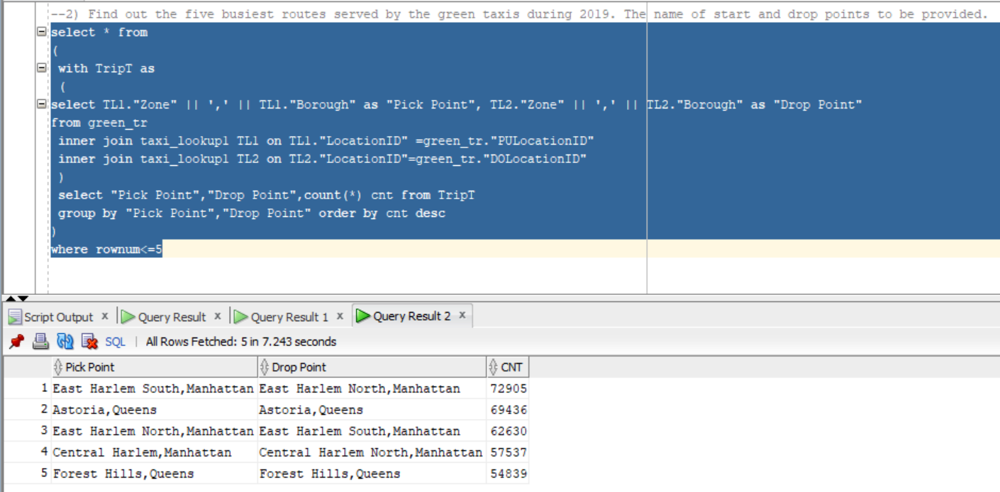 --2) Find out the five busiest routes served by the green taxis during 2019. The name of start and drop points to be provided.
select * from
(
with TripT as
(
select TL1."Zone" || ',' || TL1."Borough" as "Pick Point", TL2."Zone" || ',' || TL2."Borough" as "Drop Point"
from green_tr
inner join taxi_lookup1 TL1 on TL1."LocationID" =green_tr."PULocationID"
inner join taxi_lookup1 TL2 on TL2."LocationID"=green_tr."DOLocationID"
)
select "Pick Point","Drop Point",count(*) cnt from TripT
group by "Pick Point","Drop Point" order by cnt desc
)
where rownum<=5
Script Output x Query Result x Query Result 1 x Query Result 2 x
SQL | All Rows Fetched: 5 in 7.243 seconds
Pick Point Drop Point CNT
1 East Harlem South,Manhattan East Harlem North,Manhattan 72905
2 Astoria,Queens Astoria,Queens 69436
3 East Harlem North,Manhattan East Harlem South,Manhattan 62630
4 Central Harlem,Manhattan Central Harlem North,Manhattan 57537
5 Forest Hills,Queens Forest Hills,Queens 54839